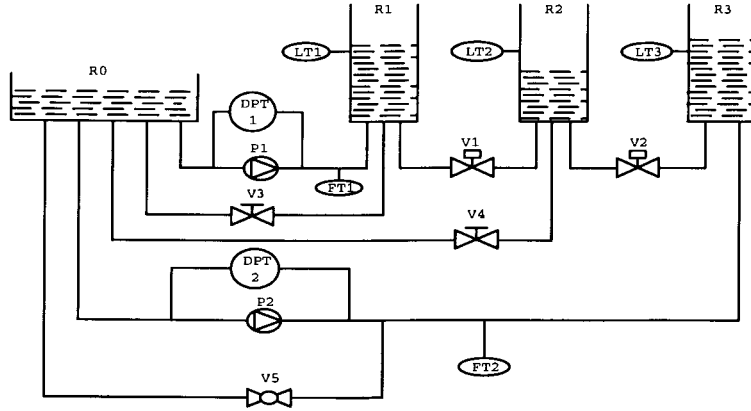 R1
R2
R3
LT1
LT2
LT3
R0
DPT
1
P1
V1
V2
FT1
V3
V4
DPT
2
P2
FT2
V5